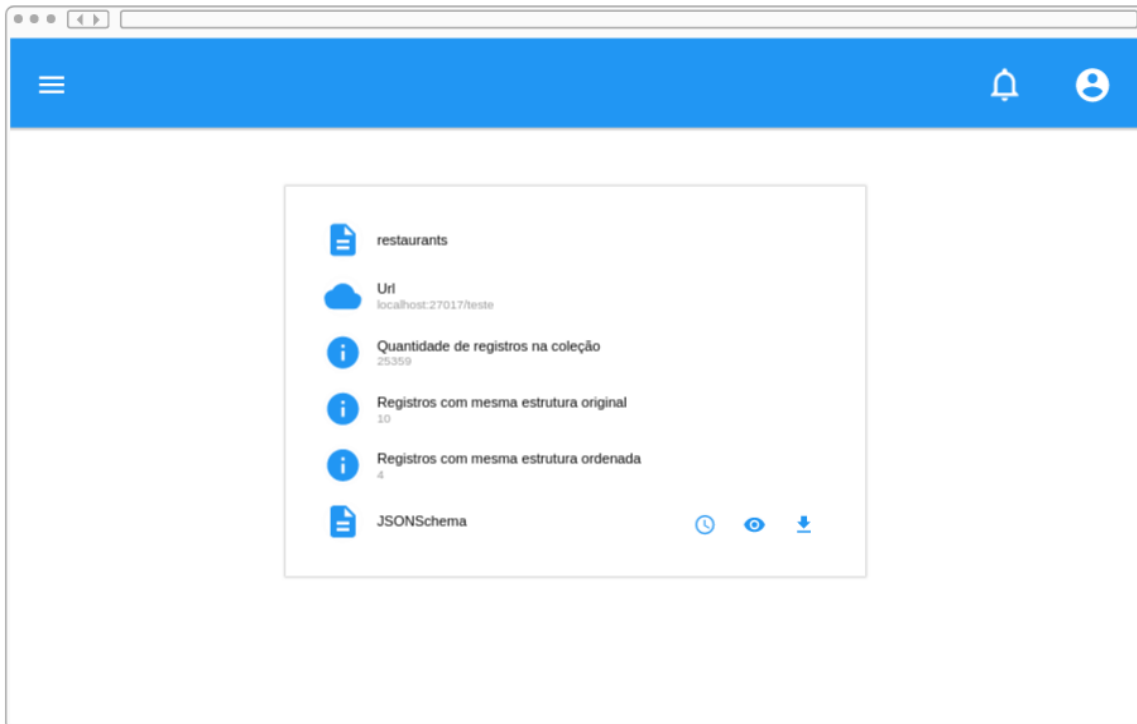 restaurants
Url
localhost:27017/teste
Quantidade de registros na coleção
25359
Registros com mesma estrutura original
10
Registros com mesma estrutura ordenada
4
JSONSchema